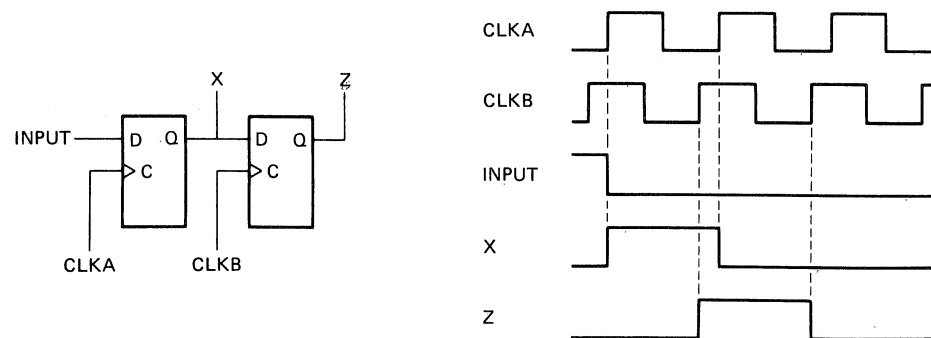 X
Z
INPUT
D Q
C
D Q
C
CLKA
CLKB
CLKA
CLKB
INPUT
X
Z